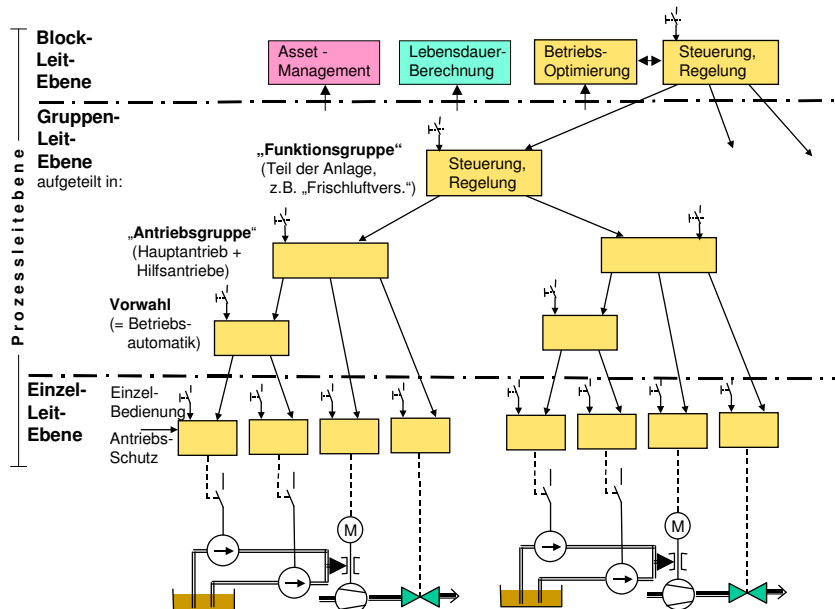 Block-
Leit-
Ebene
Asset -
Management
Lebensdauer-
Berechnung
Betriebs-
Optimierung
Steuerung,
Regelung
Gruppen-
Leit-
Ebene
aufgeteilt in:
„Funktionsgruppe“
(Teil der Anlage,
z.B. „Frischluftvers.“)
Steuerung,
Regelung
„Antriebsgruppe“
(Hauptantrieb +
Hilfsantriebe)
Vorwahl
(= Betriebs-
automatik)
Prozessleitebene
Einzel-
Leit-
Ebene
Einzel-
Bedienung
Antriebs-
Schutz
M
M